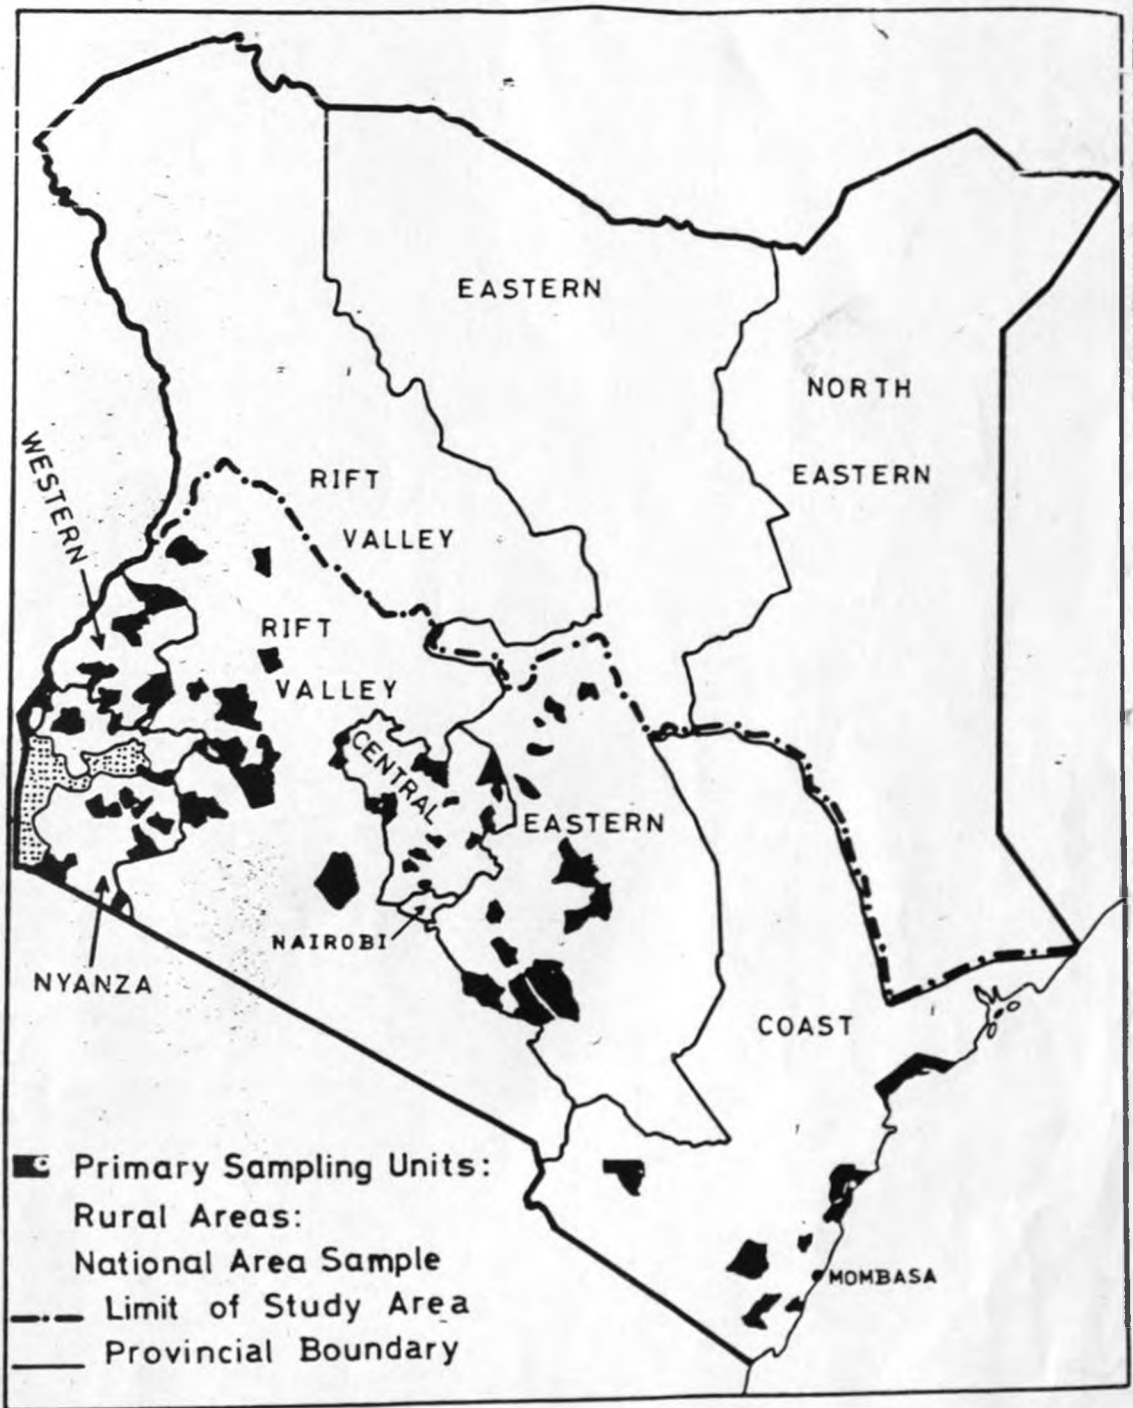 EASTERN
NORTH
EASTERN
WESTERN
RIFT
VALLEY
RIFT
VALLEY
CENTRAL
EASTERN
NAIROBI
NYANZA
COAST
MOMBASA
Primary Sampling Units:
Rural Areas:
National Area Sample
Limit of Study Area
Provincial Boundary